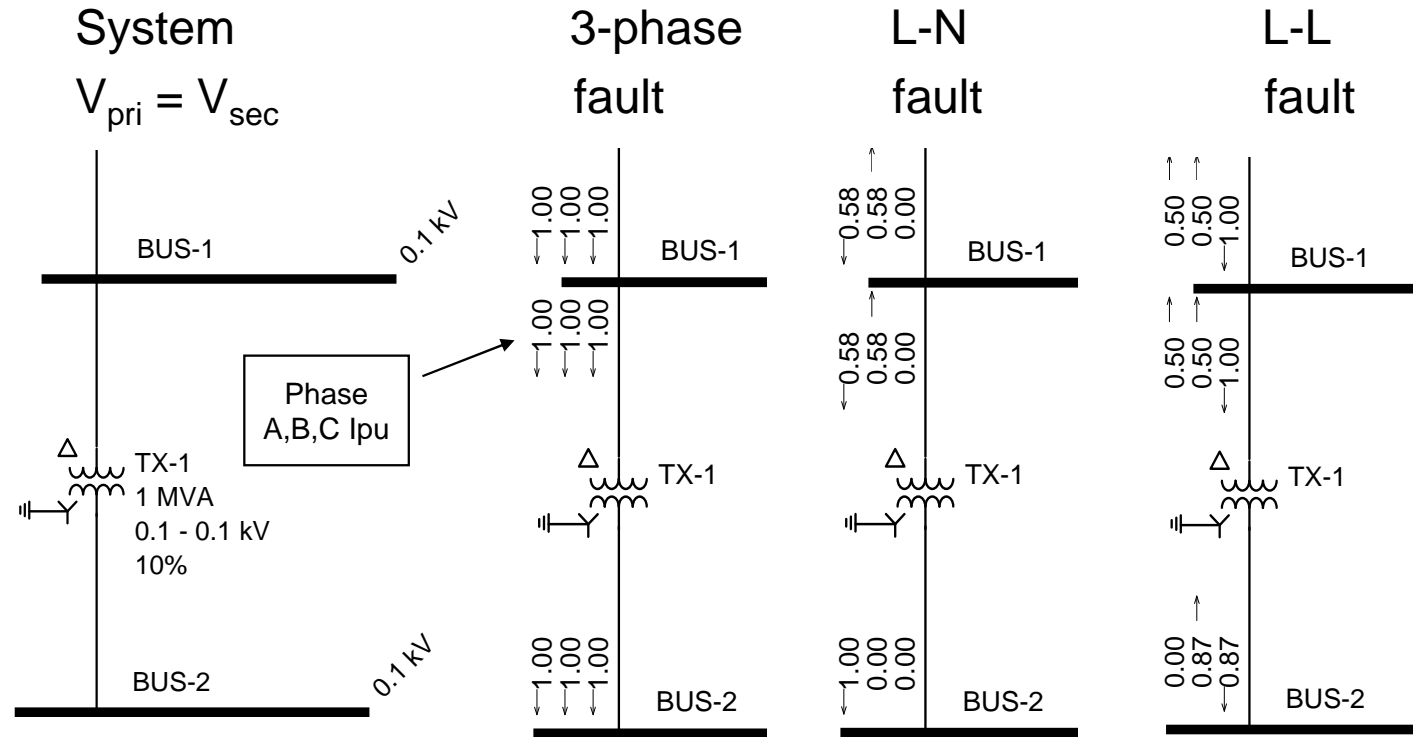 System
V_pri = V_sec
3-phase
fault
L-N
fault
L-L
fault
BUS-1
0.1 kV
TX-1
1 MVA
0.1 - 0.1 kV
10%
BUS-2
0.1 kV
Phase
A,B,C Ipu
1.00
1.00
1.00
BUS-1
1.00
1.00
1.00
TX-1
1.00
1.00
1.00
BUS-2
0.58
0.58
0.00
BUS-1
0.58
0.58
0.00
TX-1
1.00
0.00
0.00
BUS-2
0.50
0.50
1.00
BUS-1
0.50
0.50
1.00
TX-1
0.00
0.87
0.87
BUS-2